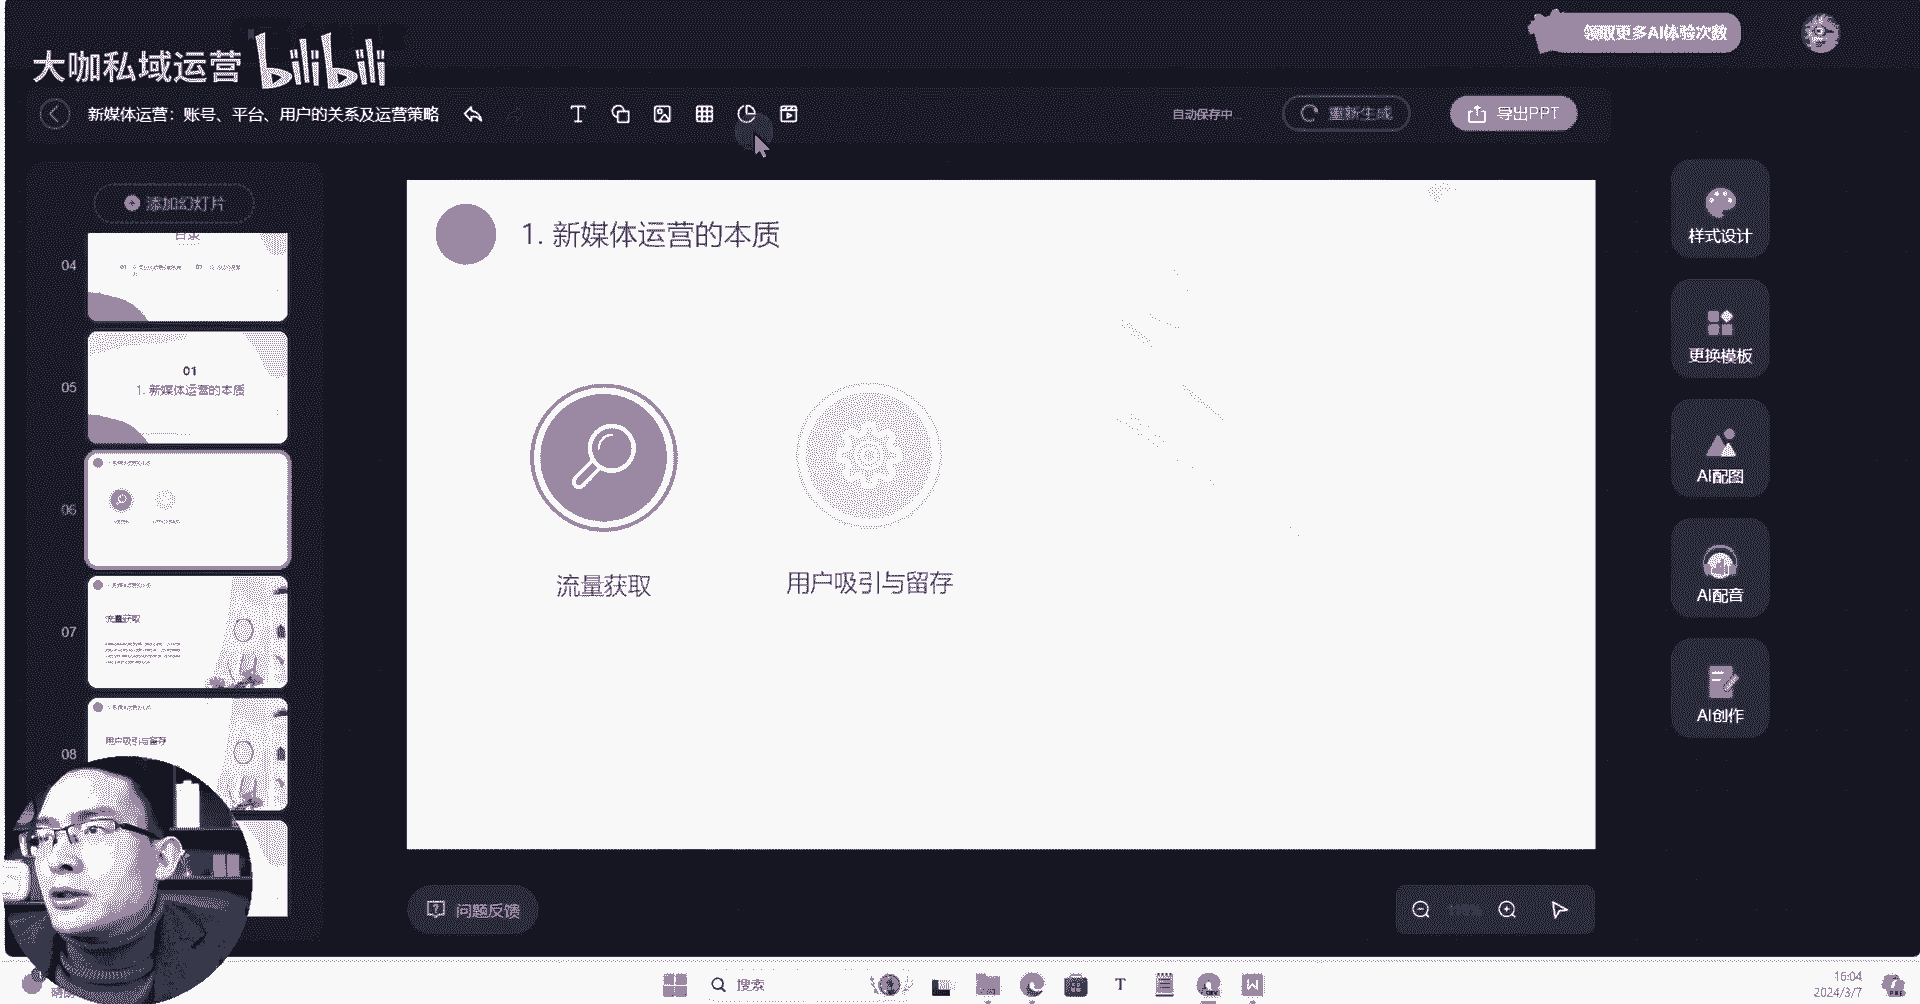 领取更多AI体验次数
大咖私域运营 bilibili
新媒体运营：账号、平台、用户的关系及运营策略
T
自动保存中...
重新生成
导出PPT
添加幻灯片
目录
04
01
1. 新媒体运营的本质
05
06
流量获取
07
用户吸引与留存
08
1. 新媒体运营的本质
流量获取
用户吸引与留存
样式设计
更换模板
AI配图
AI配音
AI创作
问题反馈
搜索
T
W
16:04
2024/3/7